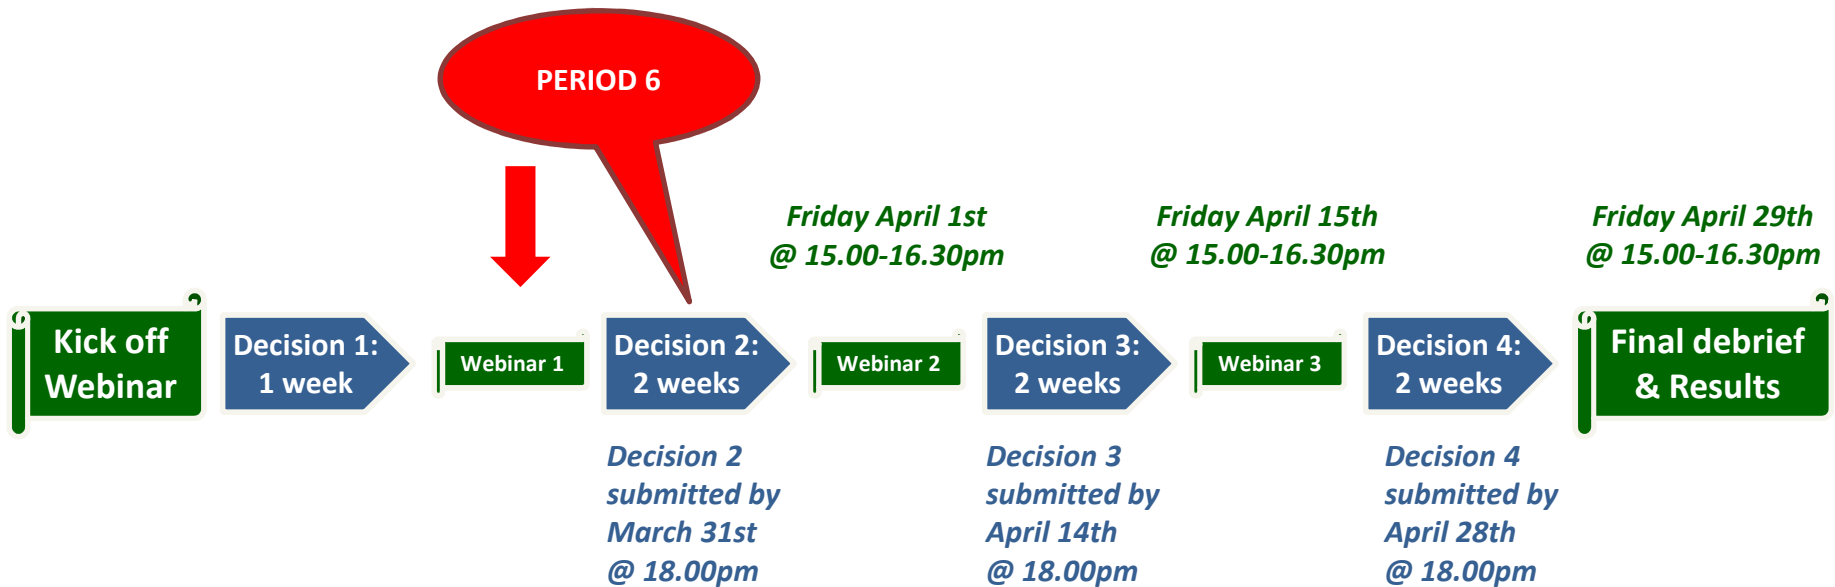 PERIOD 6
Friday April 1st
@ 15.00-16.30pm
Friday April 15th
@ 15.00-16.30pm
Friday April 29th
@ 15.00-16.30pm
Kick off
Webinar
Decision 1:
1 week
Webinar 1
Decision 2:
2 weeks
Webinar 2
Decision 3:
2 weeks
Webinar 3
Decision 4:
2 weeks
Final debrief
& Results
Decision 2
submitted by
March 31st
@ 18.00pm
Decision 3
submitted by
April 14th
@ 18.00pm
Decision 4
submitted by
April 28th
@ 18.00pm